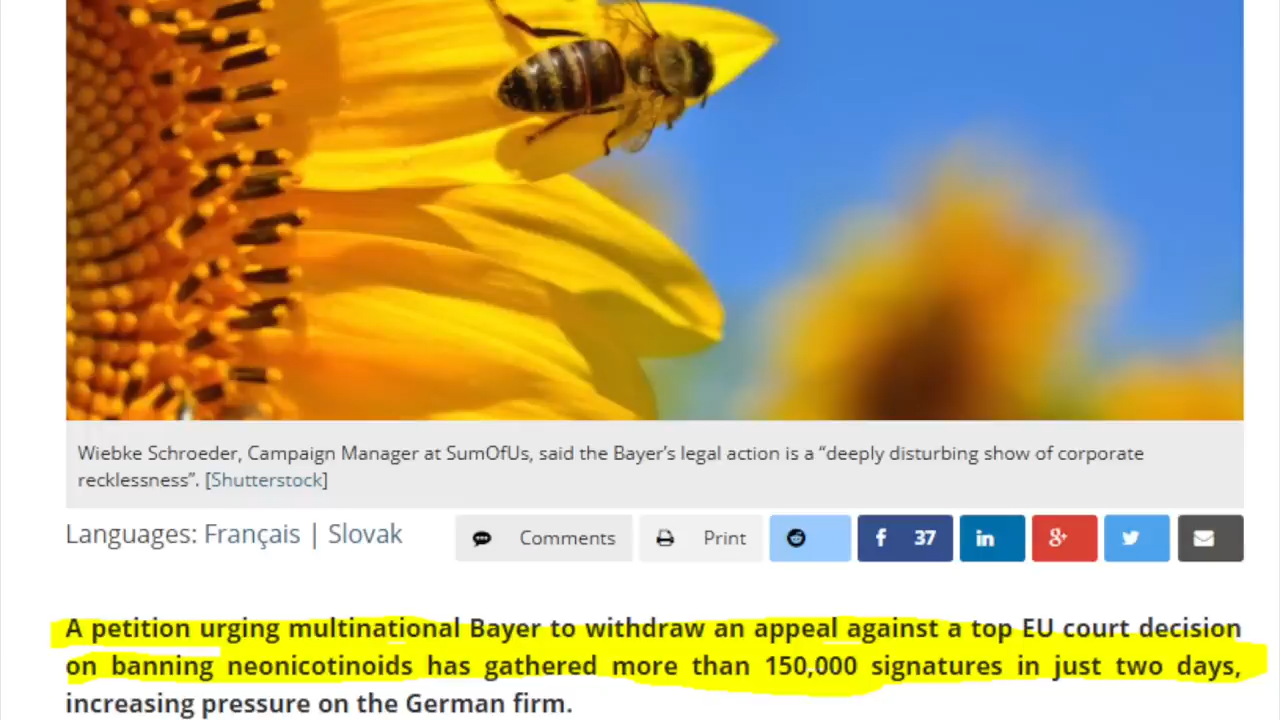 Wiebke Schroeder, Campaign Manager at SumOfUs, said the Bayer’s legal action is a “deeply disturbing show of corporate
recklessness”. [Shutterstock]
Languages: Français | Slovak
Comments
Print
f 37
in
g+
A petition urging multinational Bayer to withdraw an appeal against a top EU court decision
on banning neonicotinoids has gathered more than 150,000 signatures in just two days,
increasing pressure on the German firm.